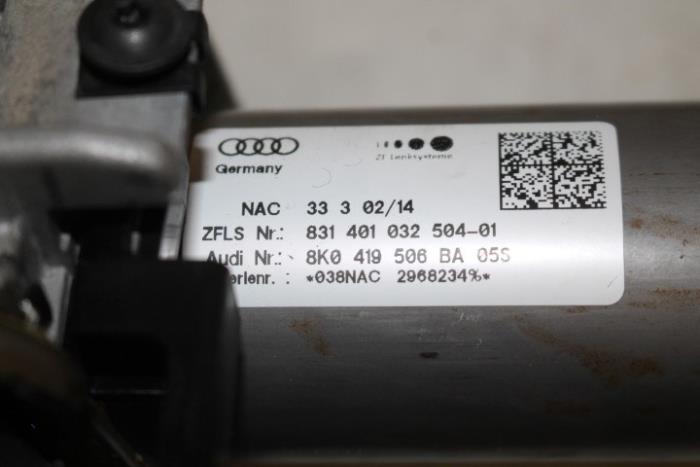 Germany
ZF Lenksysteme
NAC 33 3 02/14
ZFLS Nr.: 831 401 032 504-01
Audi Nr.: 8K0 419 506 BA 05S
erlenr. : *038NAC 2968234%*